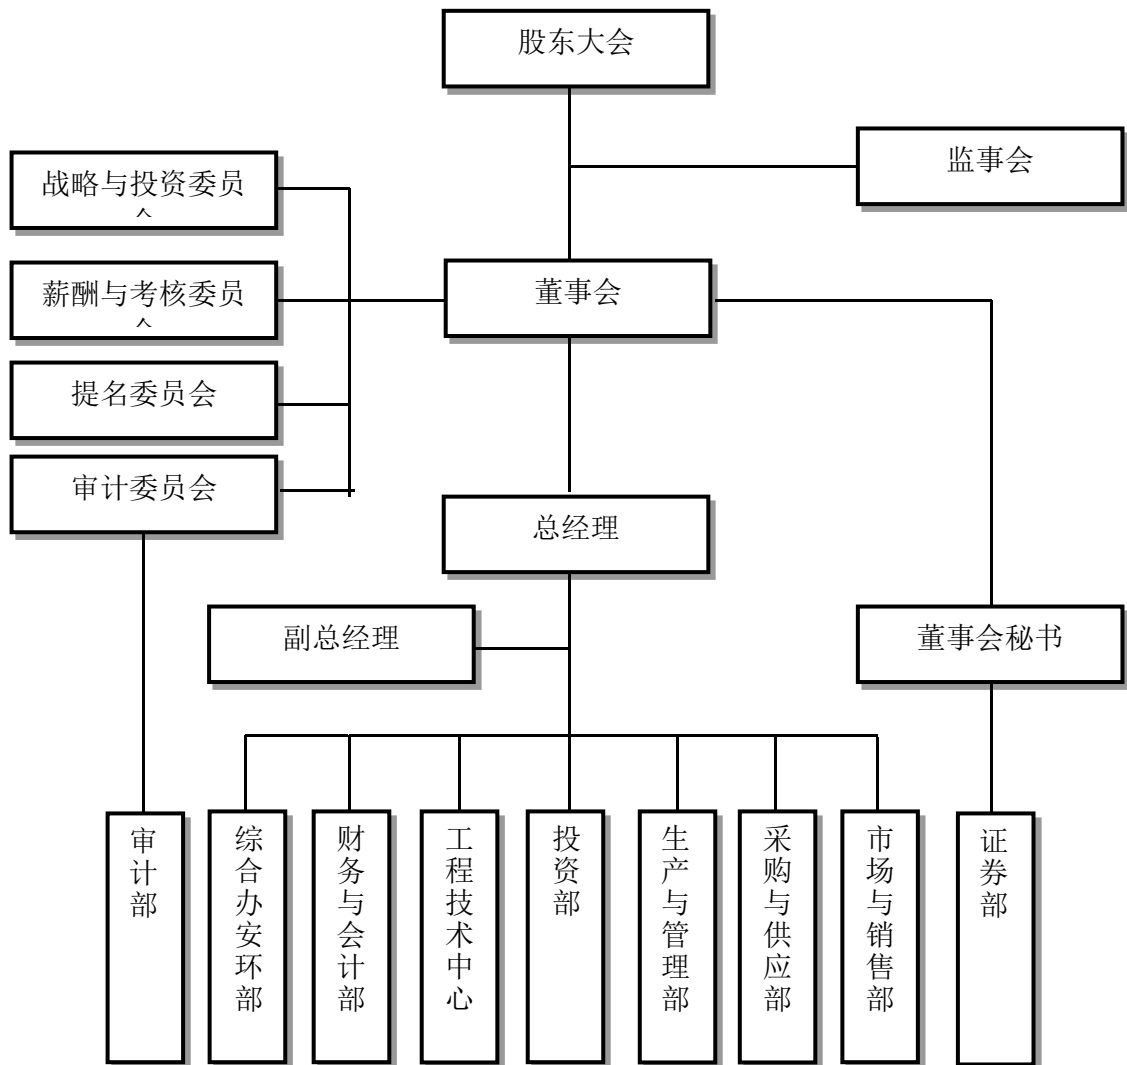 股东大会
监事会
战略与投资委员
薪酬与考核委员
董事会
提名委员会
审计委员会
总经理
副总经理
董事会秘书
审计部
综合办安环部
财务与会计部
工程技术中心
投资部
生产与管理部
采购与供应部
市场与销售部
证券部